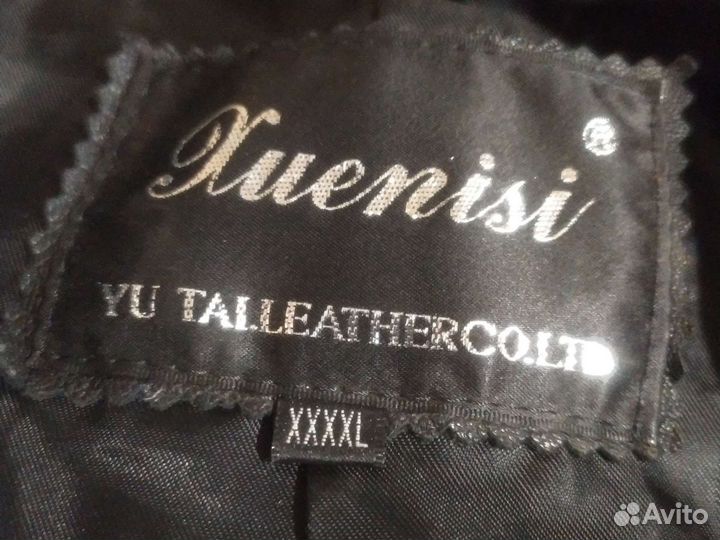 Xuenisi ®
YU TAI LEATHER CO.LTD
XXXXL
Avito